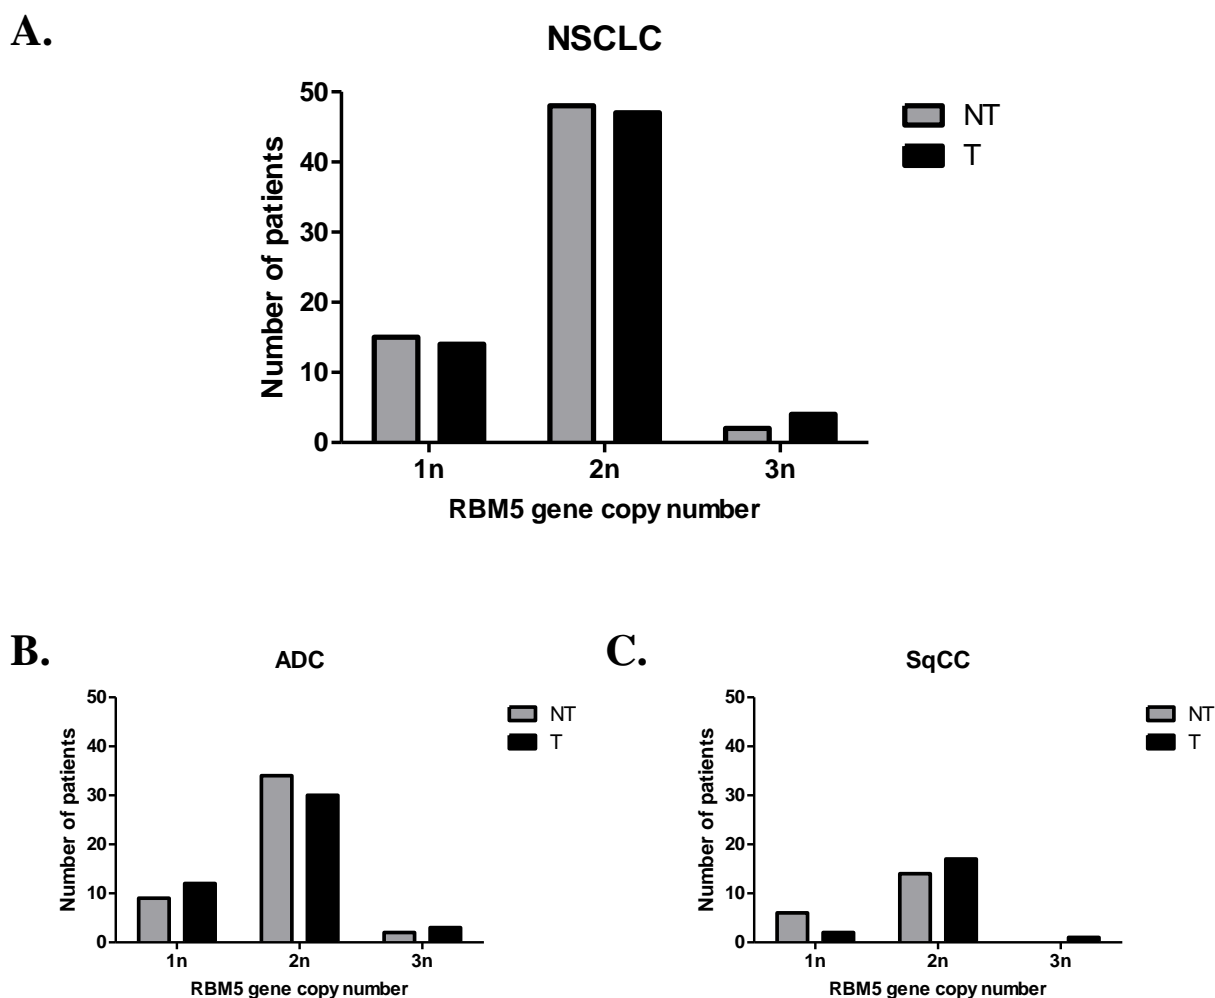 A.
NSCLC
50
40
30
20
10
0
Number of patients
1n 2n 3n
RBM5 gene copy number
NT
T
B.
ADC
50
40
30
20
10
0
Number of patients
1n 2n 3n
RBM5 gene copy number
NT
T
C.
SqCC
50
40
30
20
10
0
Number of patients
1n 2n 3n
RBM5 gene copy number
NT
T